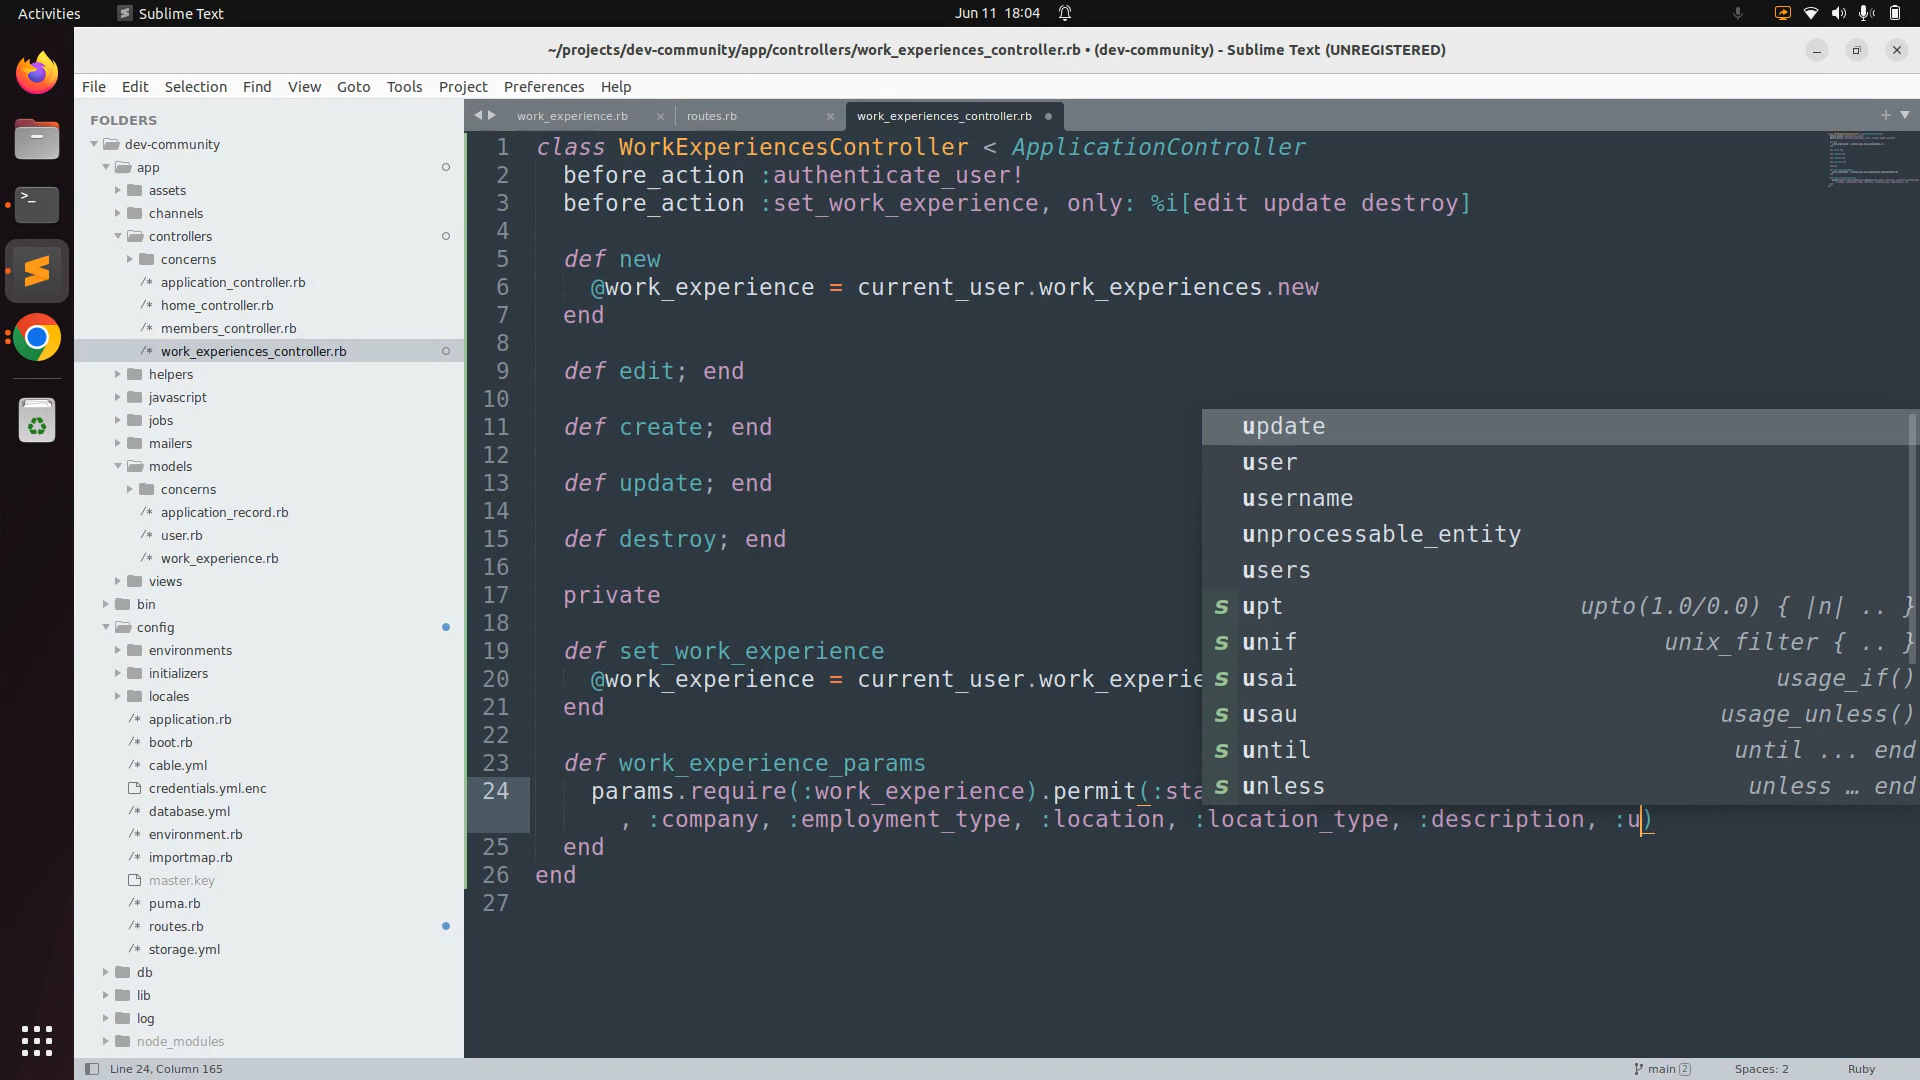 Activities
Sublime Text
Jun 11 18:04
~/projects/dev-community/app/controllers/work_experiences_controller.rb • (dev-community) - Sublime Text (UNREGISTERED)
File Edit Selection Find View Goto Tools Project Preferences Help
FOLDERS
dev-community
app
assets
channels
controllers
concerns
/* application_controller.rb
/* home_controller.rb
/* members_controller.rb
/* work_experiences_controller.rb
helpers
javascript
jobs
mailers
models
concerns
/* application_record.rb
/* user.rb
/* work_experience.rb
views
bin
config
environments
initializers
locales
/* application.rb
/* boot.rb
/* cable.yml
credentials.yml.enc
/* database.yml
/* environment.rb
/* importmap.rb
master.key
/* puma.rb
/* routes.rb
/* storage.yml
db
lib
log
node_modules
work_experience.rb
routes.rb
work_experiences_controller.rb
1 class WorkExperiencesController < ApplicationController
2 before_action :authenticate_user!
3 before_action :set_work_experience, only: %i[edit update destroy]
4
5 def new
6 @work_experience = current_user.work_experiences.new
7 end
8
9 def edit; end
10
11 def create; end
12
13 def update; end
14
15 def destroy; end
16
17 private
18
19 def set_work_experience
20 @work_experience = current_user.work_experie
21 end
22
23 def work_experience_params
24 params.require(:work_experience).permit(:sta
, :company, :employment_type, :location, :location_type, :description, :u)
25 end
26 end
27
update
user
username
unprocessable_entity
users
s upt upto(1.0/0.0) { |n| .. }
s unif unix_filter { .. }
s usai usage_if()
s usau usage_unless()
s until until ... end
s unless unless … end
Line 24, Column 165
main 2
Spaces: 2
Ruby